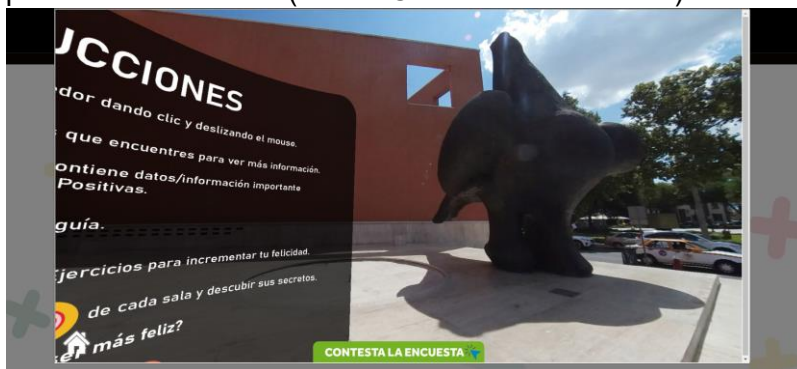 UCCIONES
edor dando clic y deslizando el mouse.
que encuentres para ver más información.
ontiene datos/información importante
Positivas.
guía.
jercicios para incrementar tu felicidad.
de cada sala y descubir sus secretos.
más feliz?
CONTESTA LA ENCUESTA